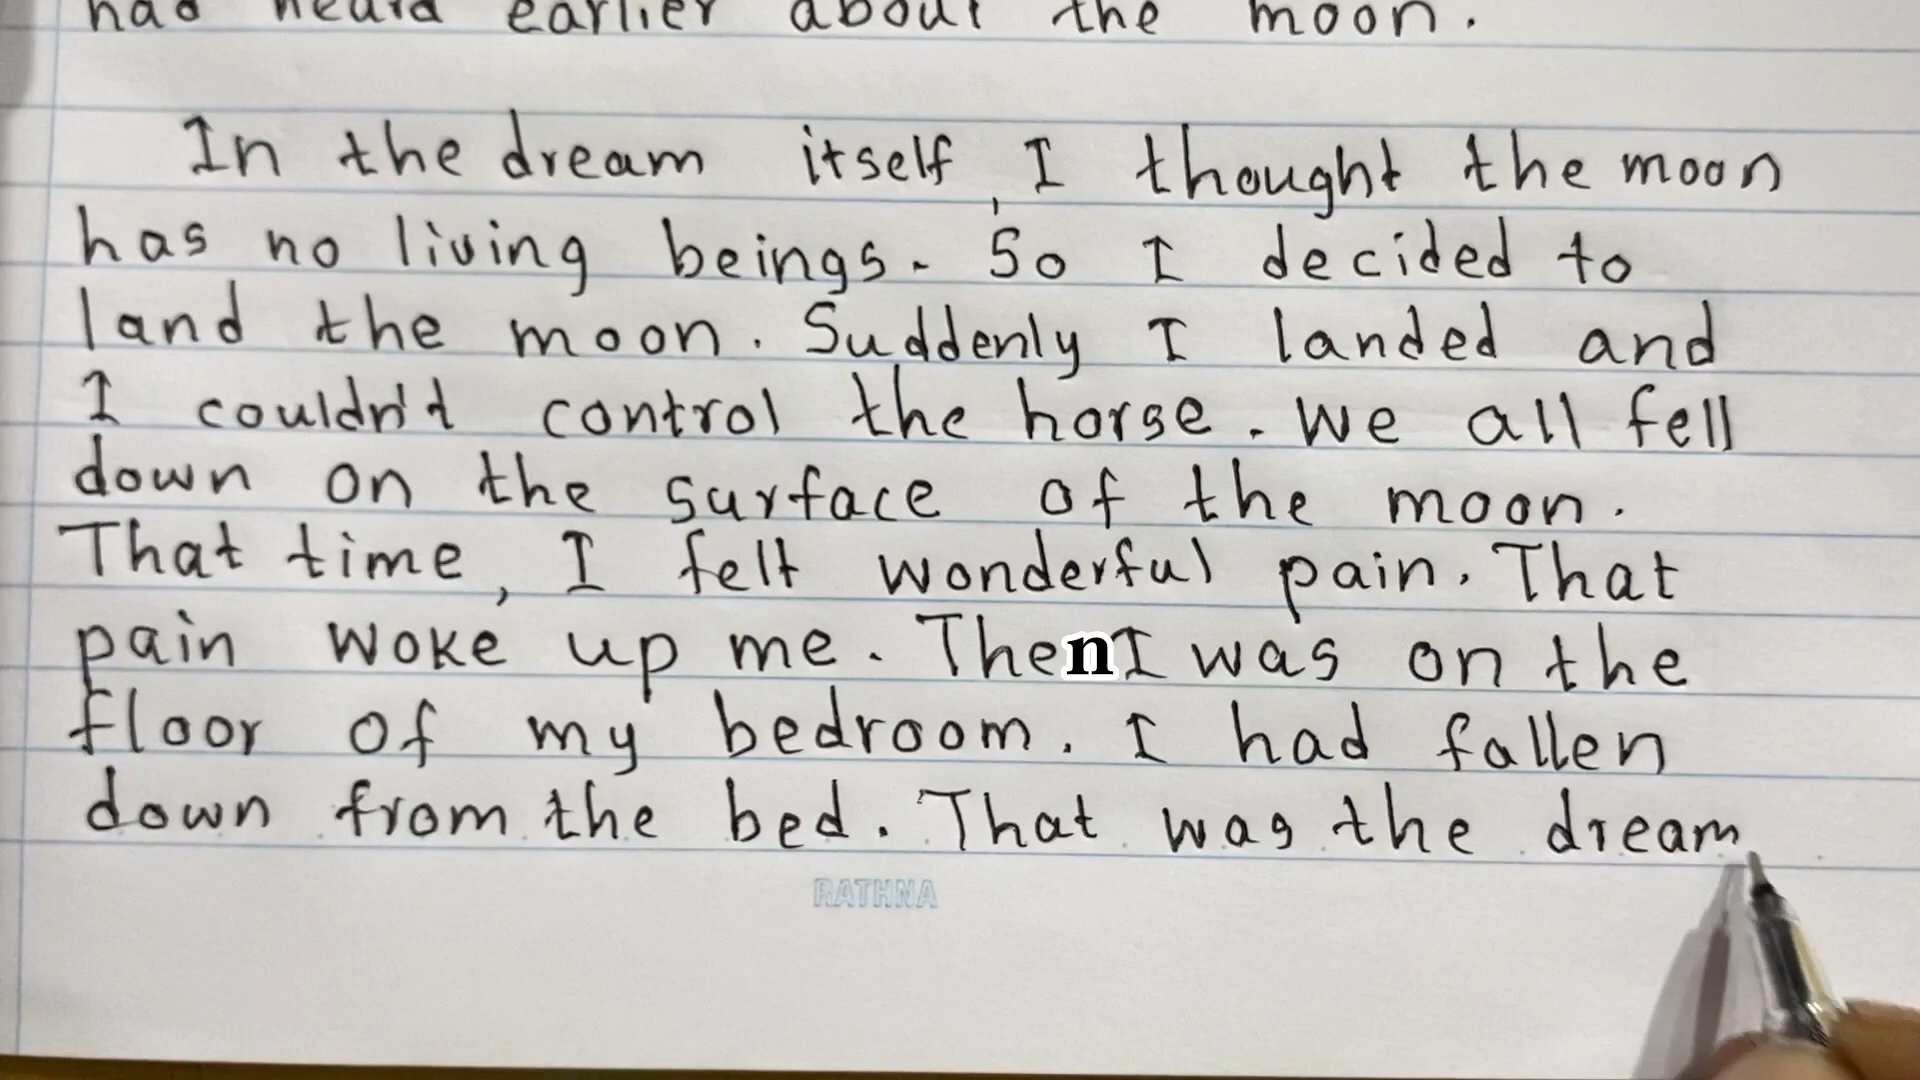 had heard earlier about the moon.
In the dream itself, I thought the moon
has no living beings. So I decided to
land the moon. Suddenly I landed and
I couldn't control the horse. We all fell
down on the surface of the moon.
That time, I felt wonderful pain. That
pain woke up me. Then I was on the
floor of my bedroom. I had fallen
down from the bed. That was the dream
RATHNA